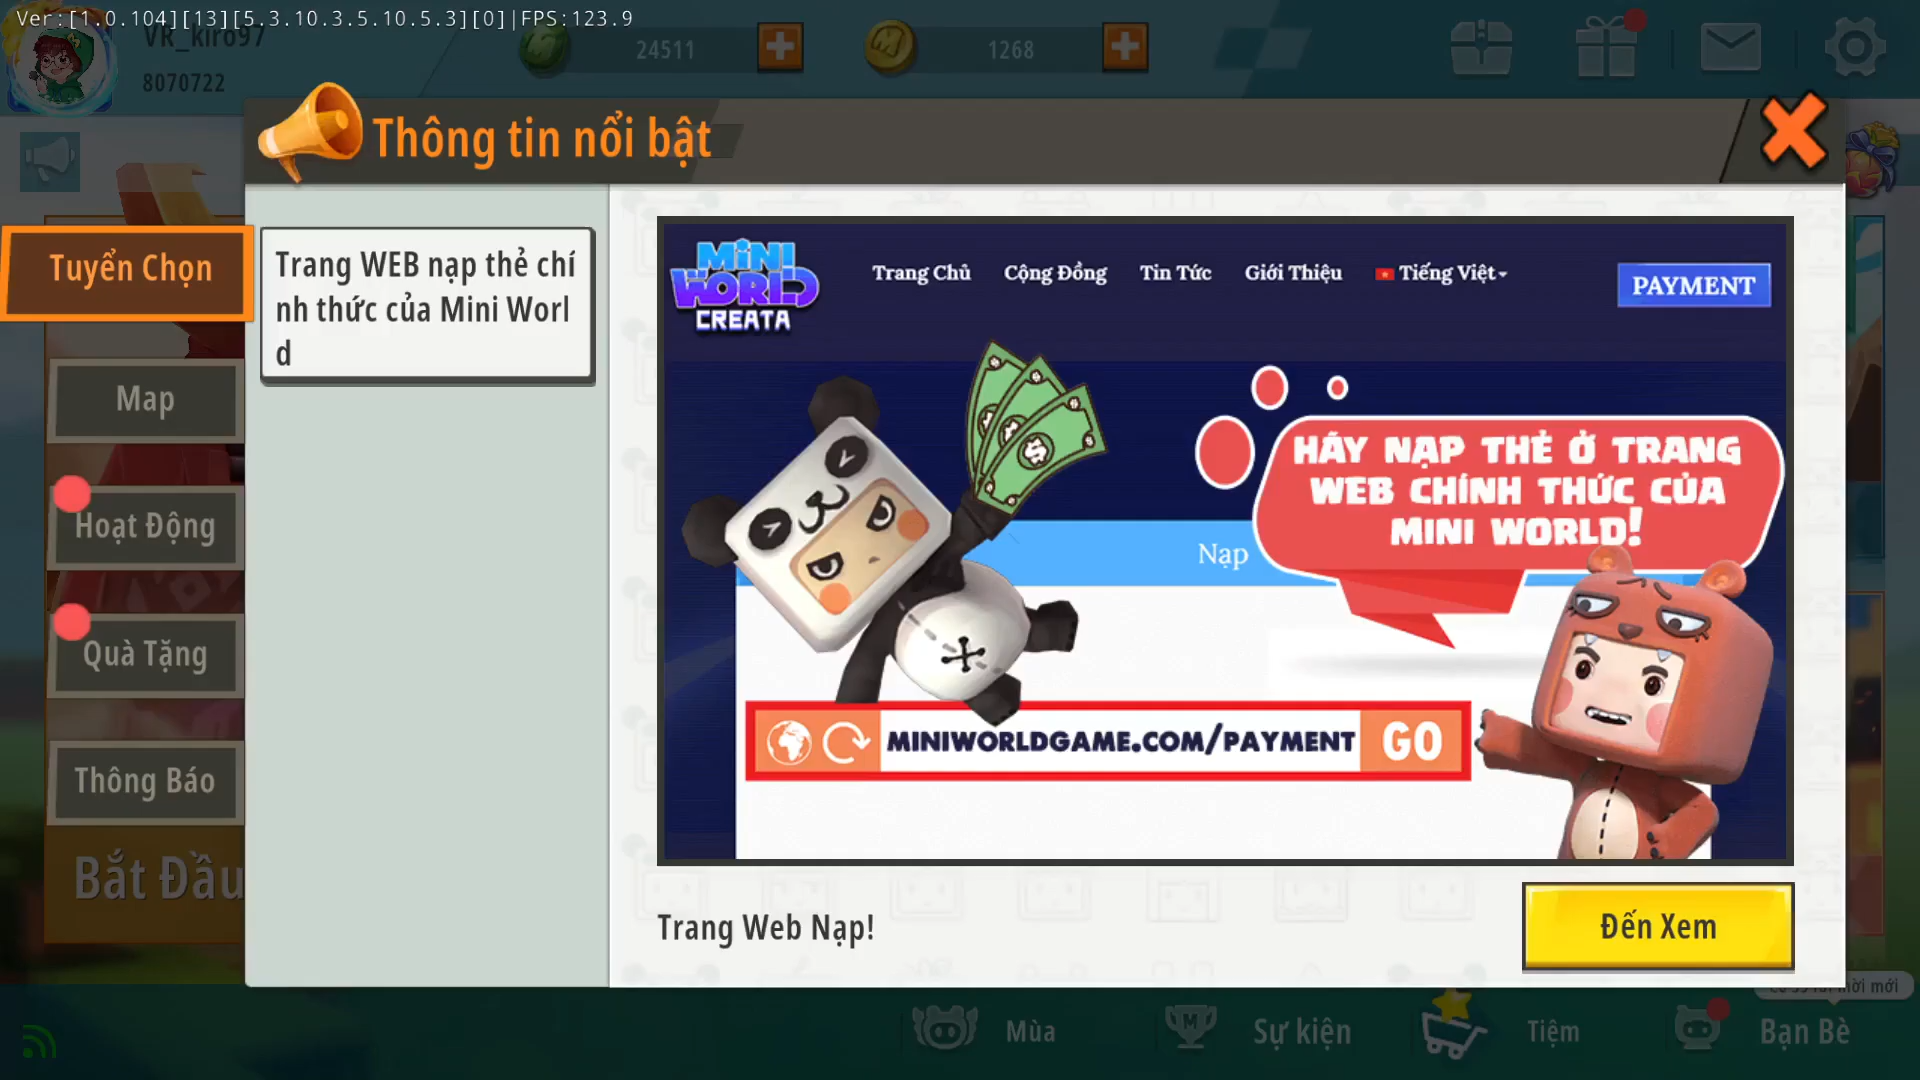 Ver:[1.0.104][13][5.3.10.3.5.10.5.3][0]|FPS:123.9
VR_kiro97
8070722
24511
1268
Thông tin nổi bật
Tuyển Chọn
Map
Hoạt Động
Quà Tặng
Thông Báo
Bắt Đầu
Trang WEB nạp thẻ chí
nh thức của Mini Worl
d
MINI
WORLD
CREATA
Trang Chủ Cộng Đồng Tin Tức Giới Thiệu Tiếng Việt
PAYMENT
HÃY NẠP THẺ Ở TRANG
WEB CHÍNH THỨC CỦA
MINI WORLD!
Nạp
MINIWORLDGAME.COM/PAYMENT
GO
Trang Web Nạp!
Đến Xem
mời mới
Mùa
Sự kiện
Tiệm
Bạn Bè